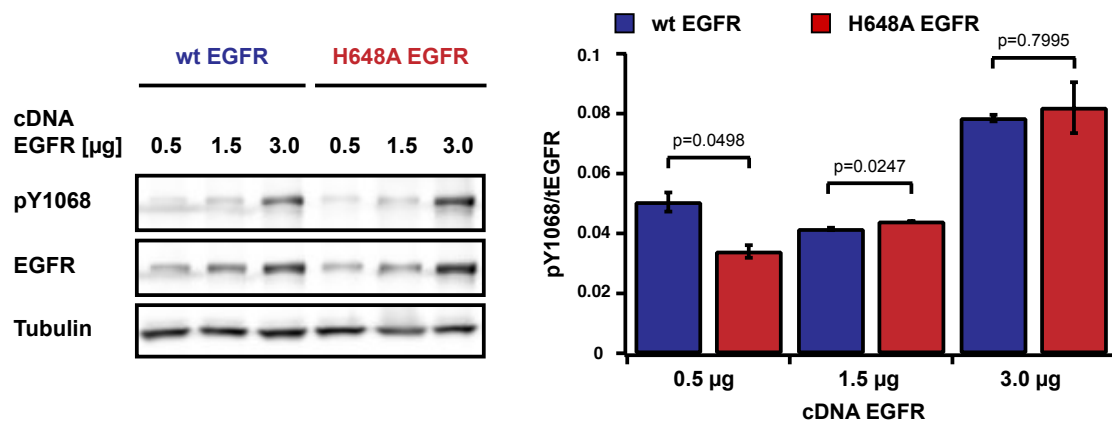 wt EGFR H648A EGFR
cDNA
EGFR [µg] 0.5 1.5 3.0 0.5 1.5 3.0
pY1068
EGFR
Tubulin
wt EGFR H648A EGFR
pY1068/tEGFR
0.1
0.08
0.06
0.04
0.02
0
p=0.0498
p=0.0247
p=0.7995
0.5 µg 1.5 µg 3.0 µg
cDNA EGFR